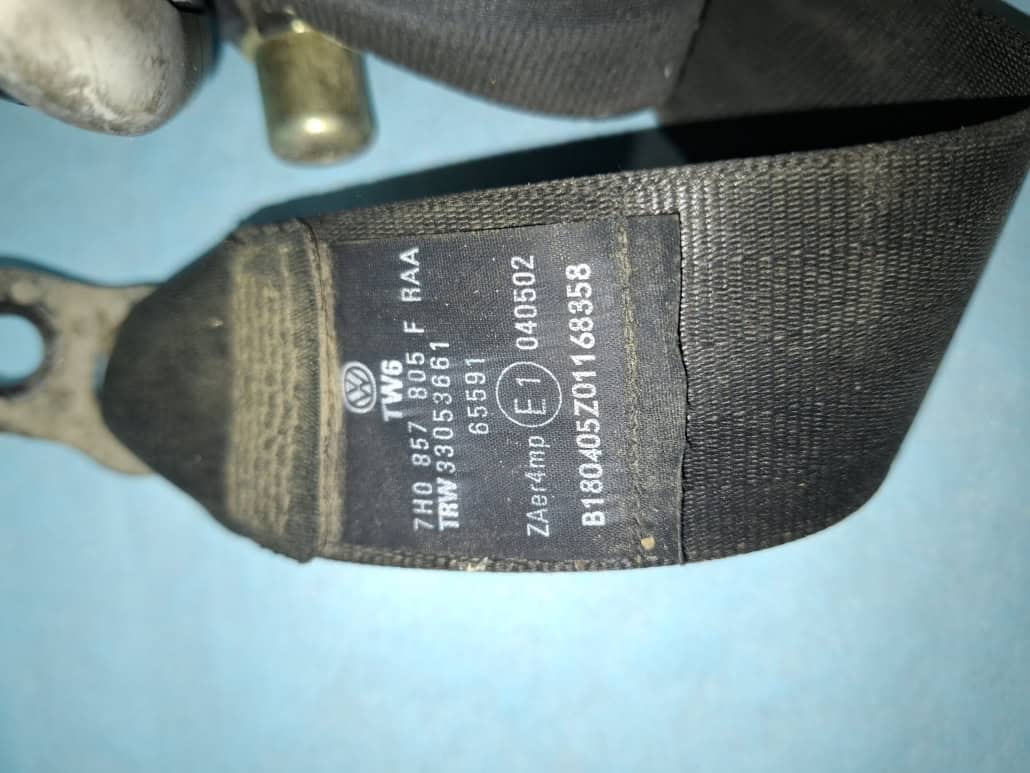 TW6
7H0 857 805 F RAA
TRW 33053661
65591
ZAer4mp E1 040502
B180405Z01168358